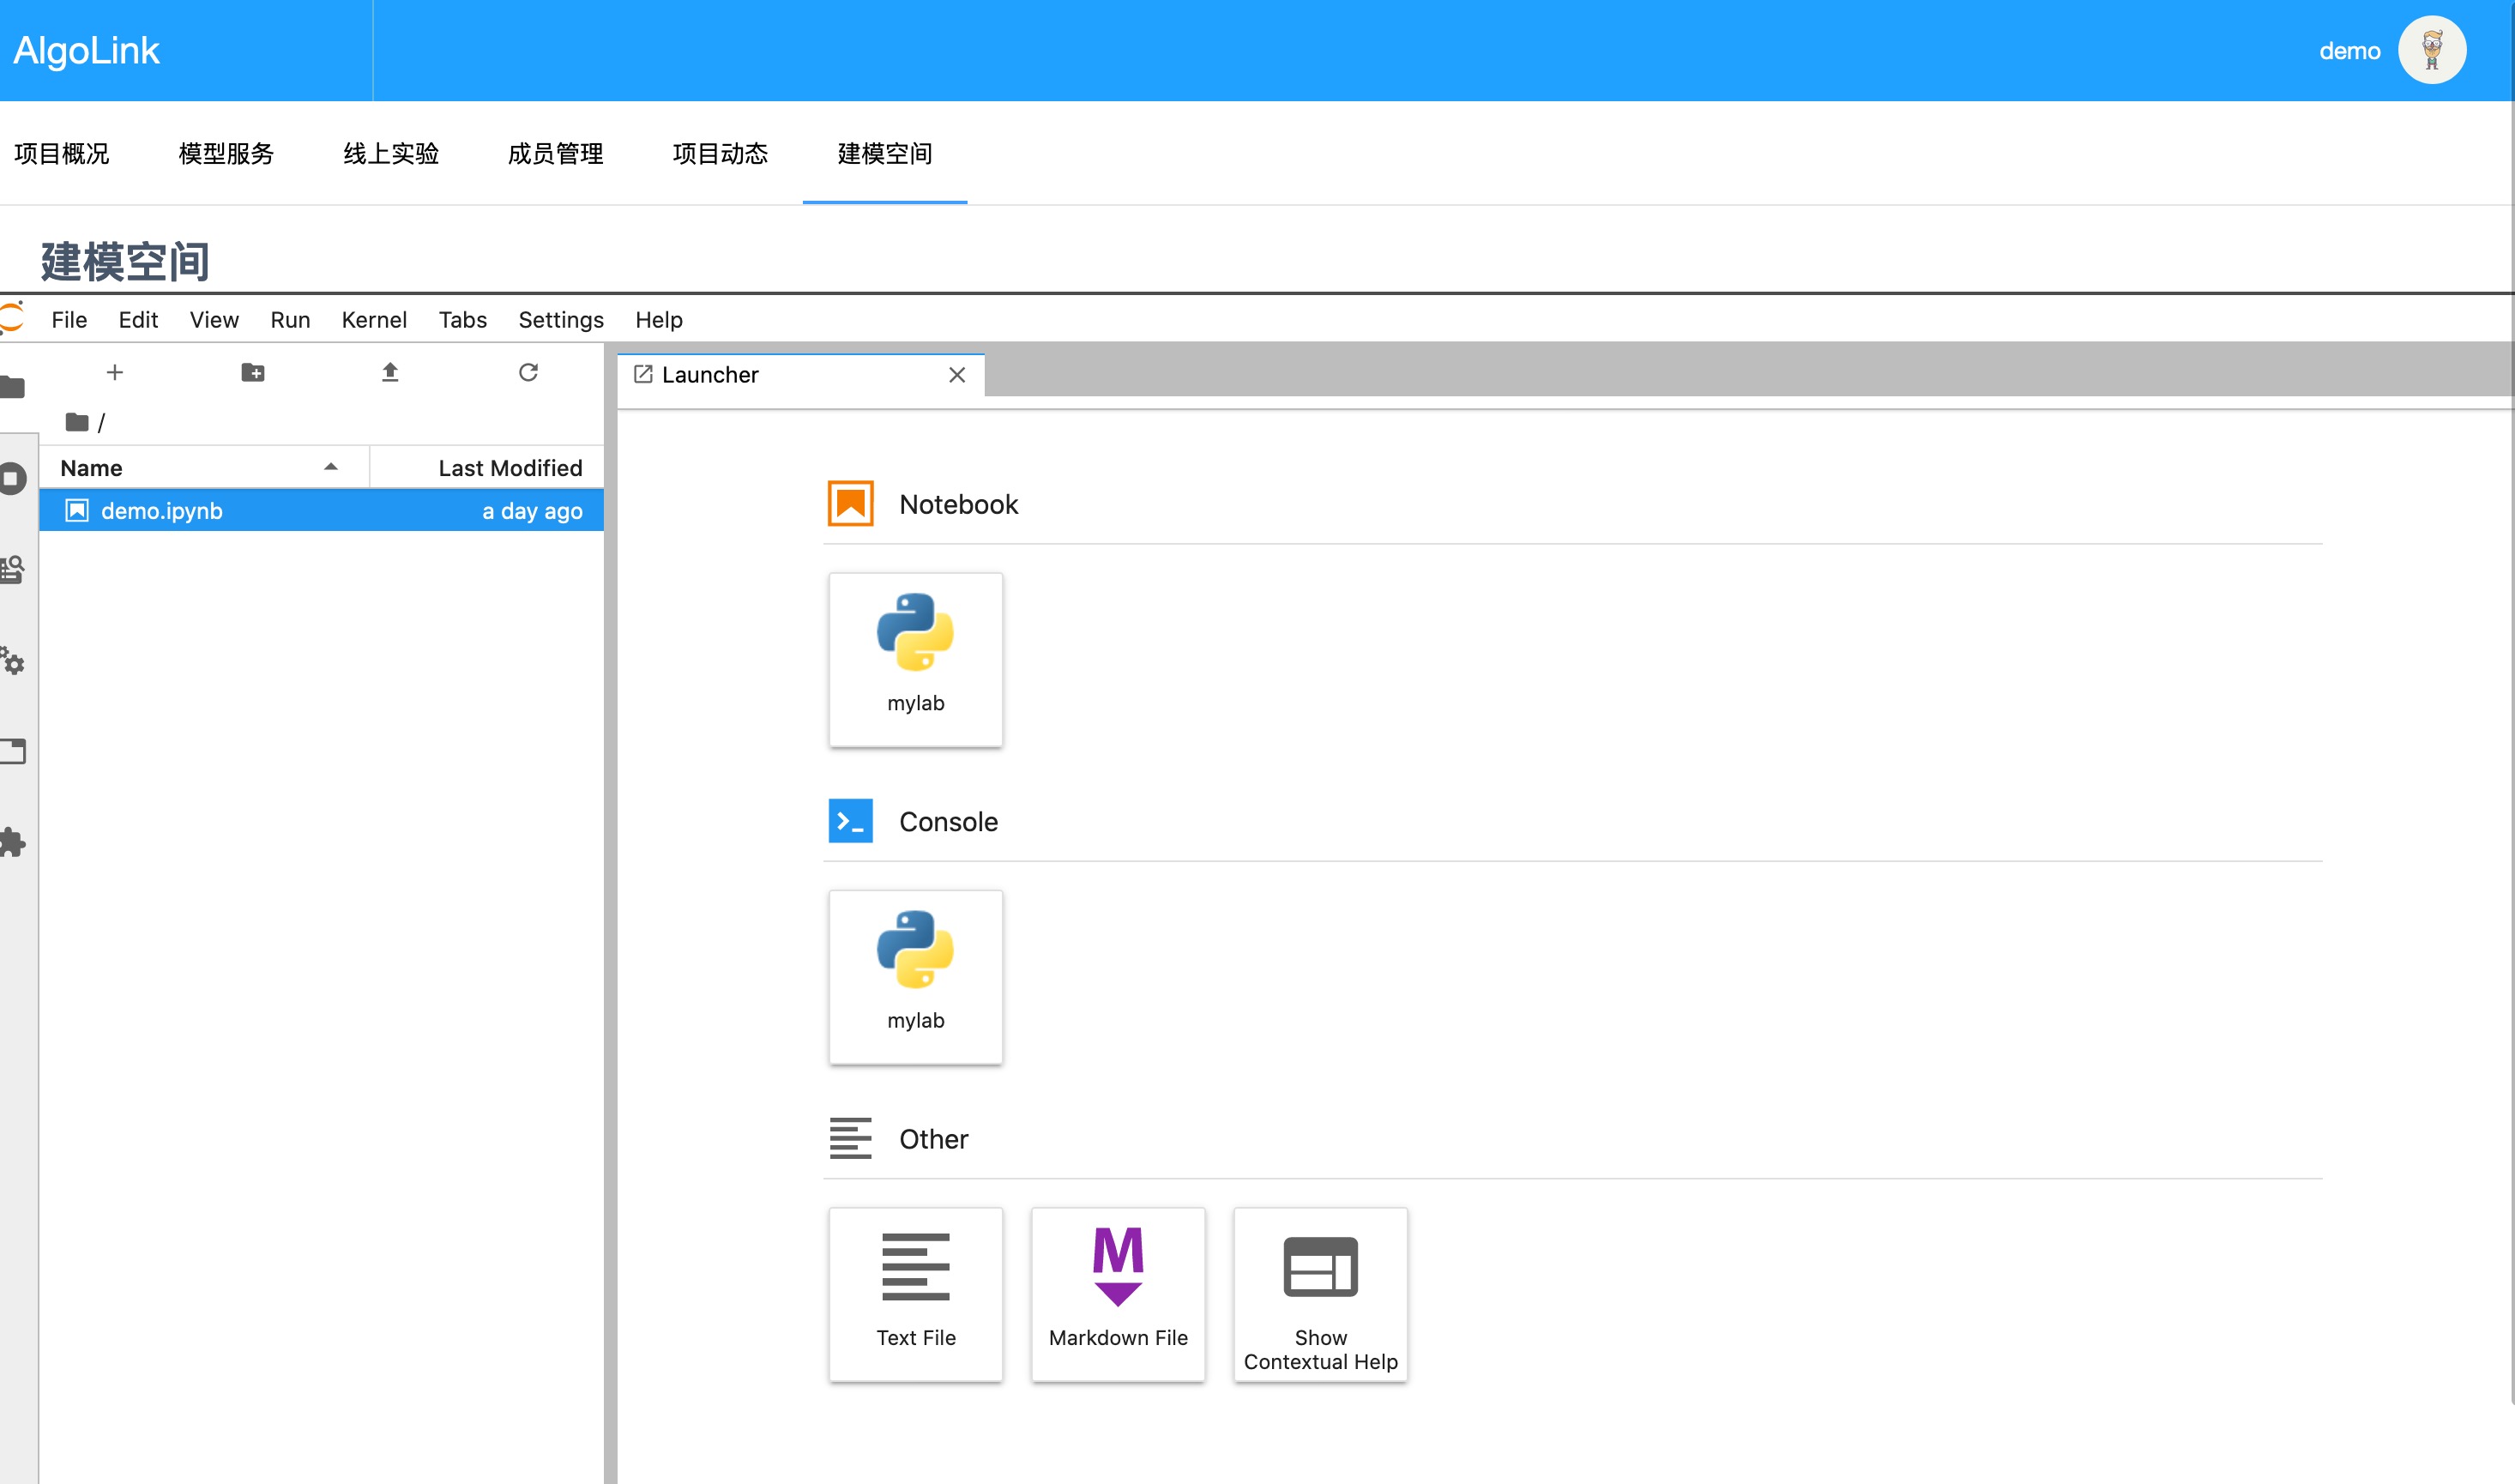 AlgoLink
demo
项目概况 模型服务 线上实验 成员管理 项目动态 建模空间
建模空间
File Edit View Run Kernel Tabs Settings Help
Launcher
/
Name Last Modified
demo.ipynb a day ago
Notebook
mylab
Console
mylab
Other
Text File
Markdown File
Show
Contextual Help